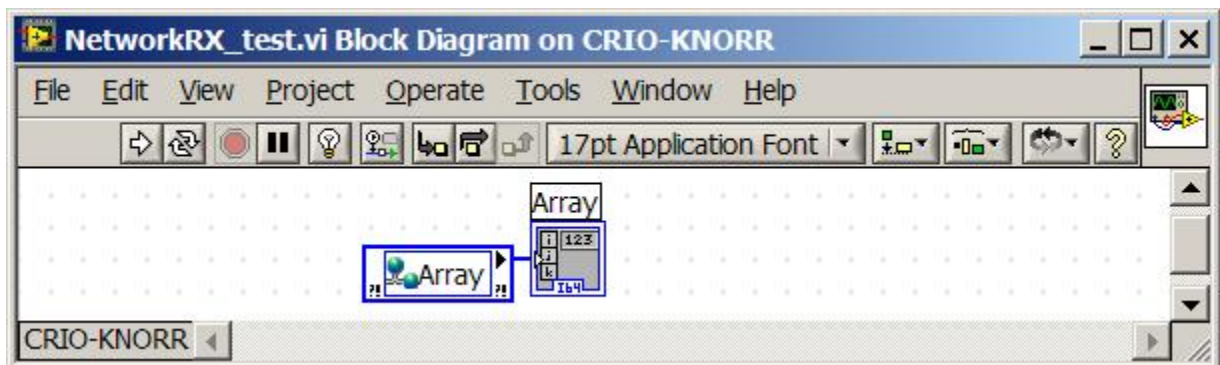 NetworkRX_test.vi Block Diagram on CRIO-KNORR
File Edit View Project Operate Tools Window Help
17pt Application Font
Array
i 123
j
k
Array
?! ?!
I64
CRIO-KNORR